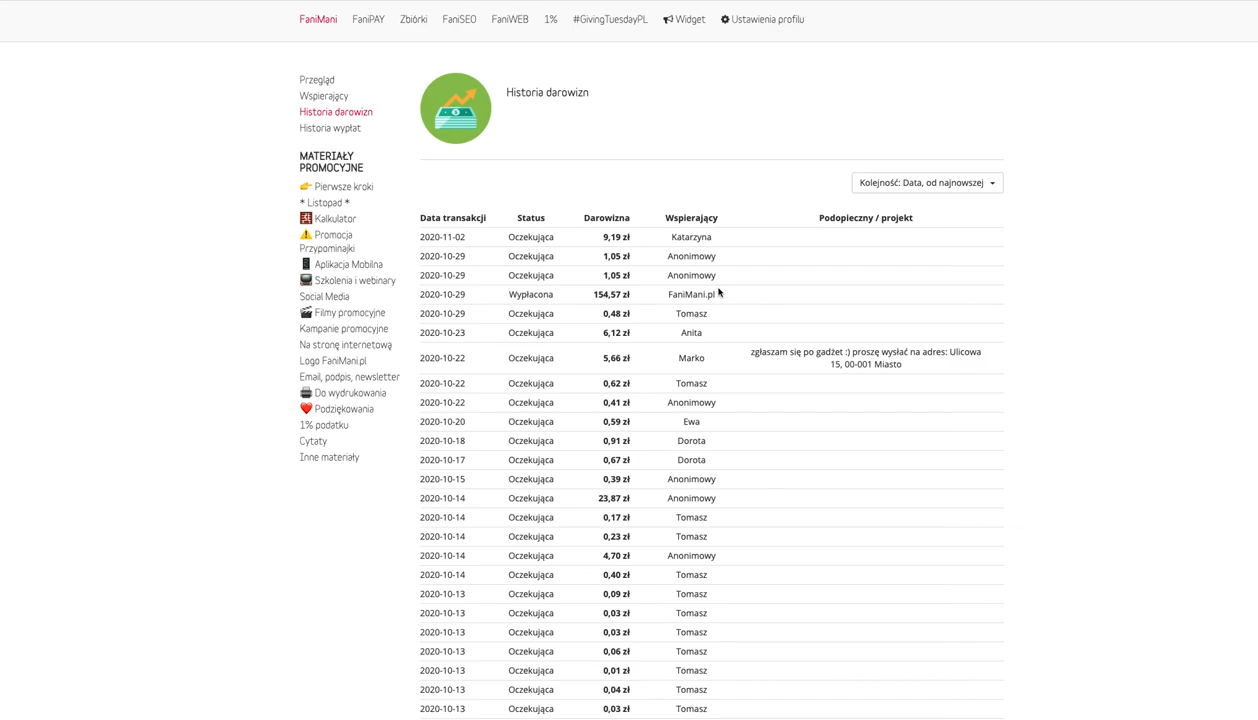 FaniMani FaniPAY Zbiórki FaniSEO FaniWEB 1% #GivingTuesdayPL Widget Ustawienia profilu
Przegląd
Wspierający
Historia darowizn
Historia wypłat
MATERIAŁY
PROMOCYJNE
Pierwsze kroki
* Listopad *
Kalkulator
Promocja
Przypominajki
Aplikacja Mobilna
Szkolenia i webinary
Social Media
Filmy promocyjne
Kampanie promocyjne
Na stronę internetową
Logo FaniMani.pl
Email, podpis, newsletter
Do wydrukowania
Podziękowania
1% podatku
Cytaty
Inne materiały
Historia darowizn
Kolejność: Data, od najnowszej
Data transakcji Status Darowizna Wspierający Podopieczny / projekt
2020-11-02 Oczekująca 9,19 zł Katarzyna
2020-10-29 Oczekująca 1,05 zł Anonimowy
2020-10-29 Oczekująca 1,05 zł Anonimowy
2020-10-29 Wypłacona 154,57 zł FaniMani.pl
2020-10-29 Oczekująca 0,48 zł Tomasz
2020-10-23 Oczekująca 6,12 zł Anita
2020-10-22 Oczekująca 5,66 zł Marko zgłaszam się po gadżet :) proszę wysłać na adres: Ulicowa
15, 00-001 Miasto
2020-10-22 Oczekująca 0,62 zł Tomasz
2020-10-22 Oczekująca 0,41 zł Anonimowy
2020-10-20 Oczekująca 0,59 zł Ewa
2020-10-18 Oczekująca 0,91 zł Dorota
2020-10-17 Oczekująca 0,67 zł Dorota
2020-10-15 Oczekująca 0,39 zł Anonimowy
2020-10-14 Oczekująca 23,87 zł Anonimowy
2020-10-14 Oczekująca 0,17 zł Tomasz
2020-10-14 Oczekująca 0,23 zł Tomasz
2020-10-14 Oczekująca 4,70 zł Anonimowy
2020-10-14 Oczekująca 0,40 zł Tomasz
2020-10-13 Oczekująca 0,09 zł Tomasz
2020-10-13 Oczekująca 0,03 zł Tomasz
2020-10-13 Oczekująca 0,03 zł Tomasz
2020-10-13 Oczekująca 0,06 zł Tomasz
2020-10-13 Oczekująca 0,01 zł Tomasz
2020-10-13 Oczekująca 0,04 zł Tomasz
2020-10-13 Oczekująca 0,03 zł Tomasz